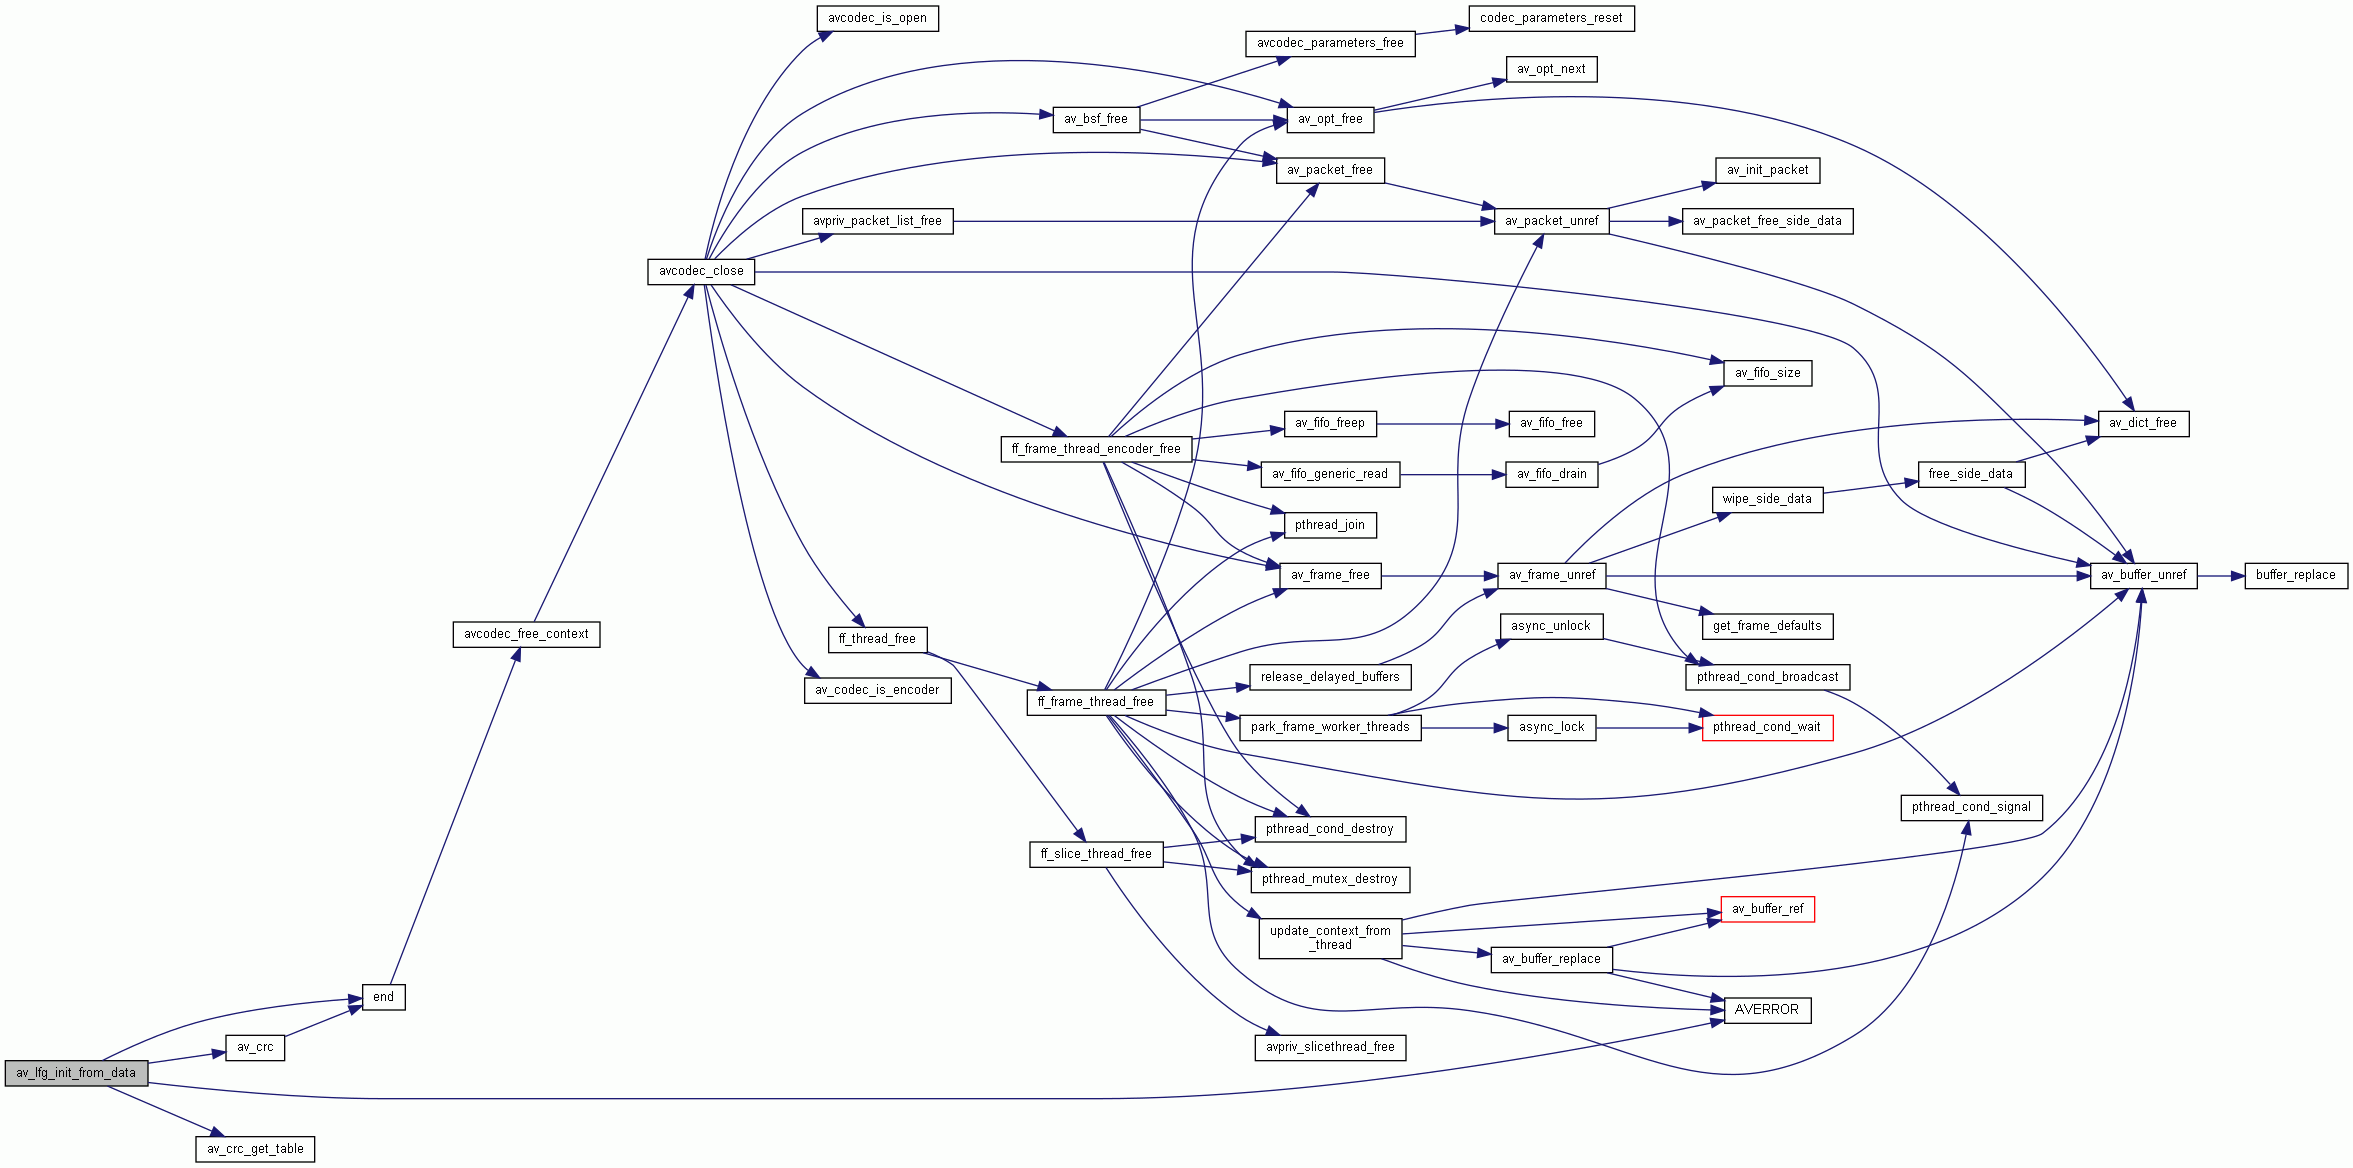 avcodec_is_open
codec_parameters_reset
avcodec_parameters_free
av_opt_next
av_bsf_free
av_opt_free
av_packet_free
av_init_packet
avpriv_packet_list_free
av_packet_unref
av_packet_free_side_data
avcodec_close
av_fifo_size
av_fifo_freep
av_fifo_free
av_dict_free
ff_frame_thread_encoder_free
av_fifo_generic_read
av_fifo_drain
free_side_data
wipe_side_data
pthread_join
av_frame_free
av_frame_unref
av_buffer_unref
buffer_replace
avcodec_free_context
ff_thread_free
async_unlock
get_frame_defaults
release_delayed_buffers
pthread_cond_broadcast
av_codec_is_encoder
ff_frame_thread_free
park_frame_worker_threads
async_lock
pthread_cond_wait
pthread_cond_signal
pthread_cond_destroy
ff_slice_thread_free
pthread_mutex_destroy
av_buffer_ref
update_context_from
_thread
av_buffer_replace
end
AVERROR
av_crc
avpriv_slicethread_free
av_lfg_init_from_data
av_crc_get_table